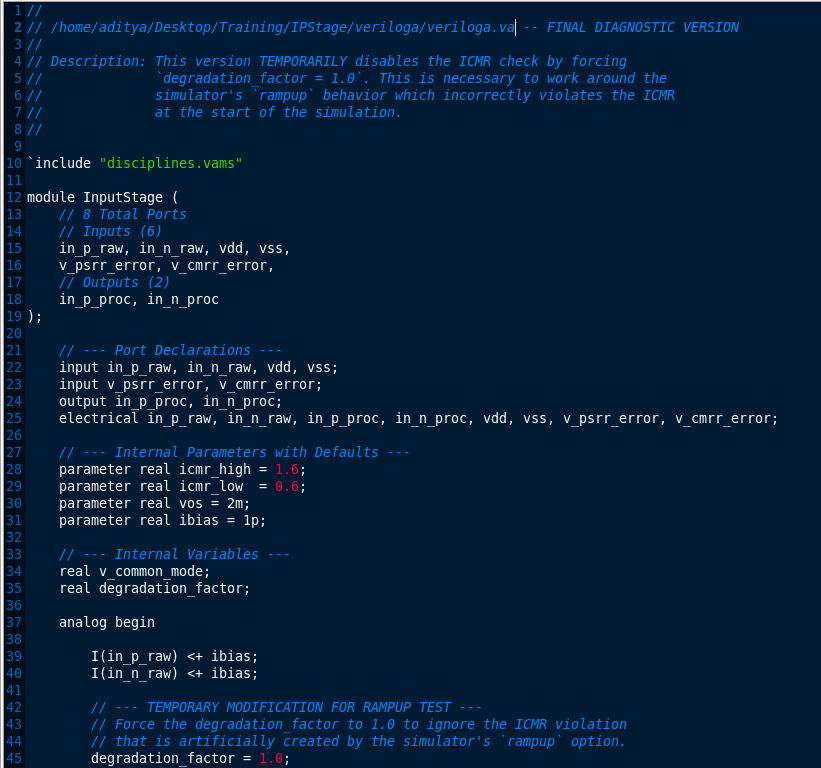 1 //
2 // /home/aditya/Desktop/Training/IPStage/veriloga/veriloga.va -- FINAL DIAGNOSTIC VERSION
3 //
4 // Description: This version TEMPORARILY disables the ICMR check by forcing
5 //              `degradation_factor = 1.0`. This is necessary to work around the
6 //              simulator's `rampup` behavior which incorrectly violates the ICMR
7 //              at the start of the simulation.
8 //
9
10 `include "disciplines.vams"
11
12 module InputStage (
13     // 8 Total Ports
14     // Inputs (6)
15     in_p_raw, in_n_raw, vdd, vss,
16     v_psrr_error, v_cmrr_error,
17     // Outputs (2)
18     in_p_proc, in_n_proc
19 );
20
21     // --- Port Declarations ---
22     input in_p_raw, in_n_raw, vdd, vss;
23     input v_psrr_error, v_cmrr_error;
24     output in_p_proc, in_n_proc;
25     electrical in_p_raw, in_n_raw, in_p_proc, in_n_proc, vdd, vss, v_psrr_error, v_cmrr_error;
26
27     // --- Internal Parameters with Defaults ---
28     parameter real icmr_high = 1.6;
29     parameter real icmr_low  = 0.6;
30     parameter real vos = 2m;
31     parameter real ibias = 1p;
32
33     // --- Internal Variables ---
34     real v_common_mode;
35     real degradation_factor;
36
37     analog begin
38
39         I(in_p_raw) <+ ibias;
40         I(in_n_raw) <+ ibias;
41
42         // --- TEMPORARY MODIFICATION FOR RAMPUP TEST ---
43         // Force the degradation_factor to 1.0 to ignore the ICMR violation
44         // that is artificially created by the simulator's `rampup` option.
45         degradation_factor = 1.0;